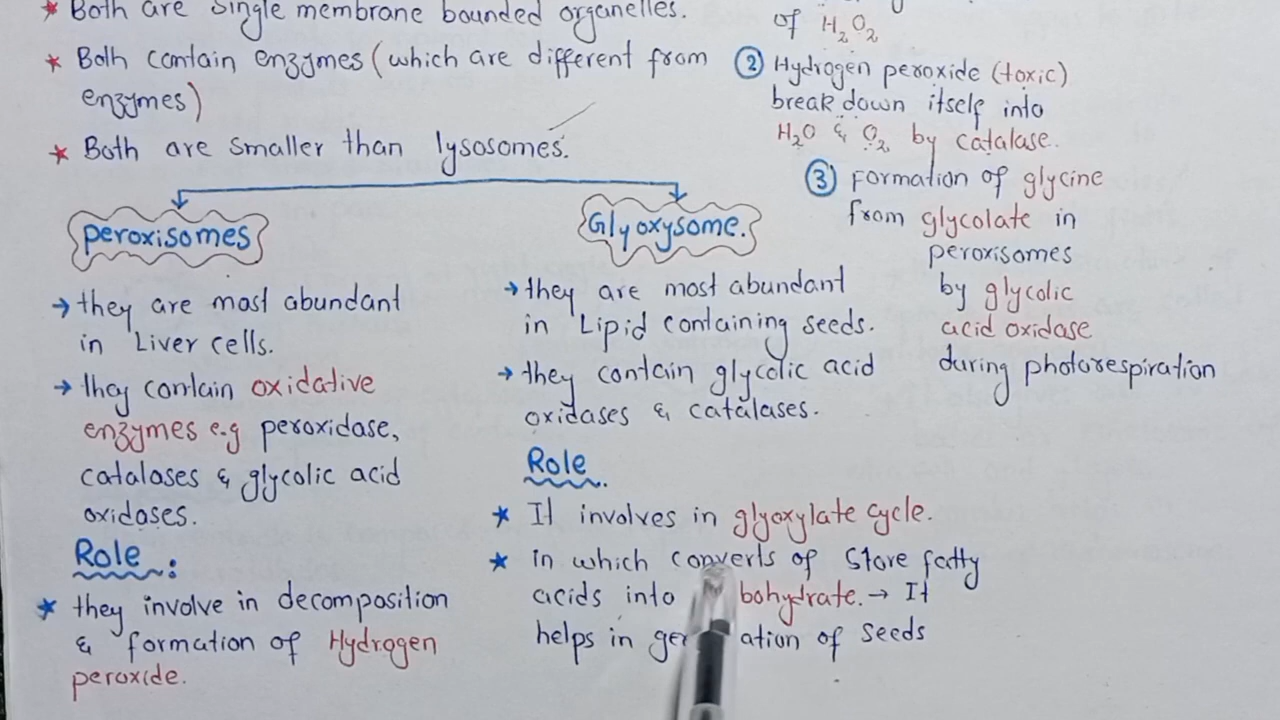 * Both are single membrane bounded organelles.
* Both contain enzymes (which are different from
enzymes)
* Both are smaller than lysosomes.
peroxisomes
→ they are most abundant
in Liver cells.
→ they contain oxidative
enzymes e.g peroxidase,
catalases & glycolic acid
oxidases.
Role :
* they involve in decomposition
& formation of Hydrogen
peroxide.
Glyoxysome.
→ they are most abundant
in Lipid containing seeds.
→ they contain glycolic acid
oxidases & catalases.
Role
* It involves in glyoxylate cycle.
* in which converts of store fatty
acids into bohydrate. → It
helps in ger ation of seeds
of H₂O₂
② Hydrogen peroxide (toxic)
break down itself into
H₂O & O₂ by catalase.
③ Formation of glycine
from glycolate in
peroxisomes
by glycolic
acid oxidase
during photorespiration